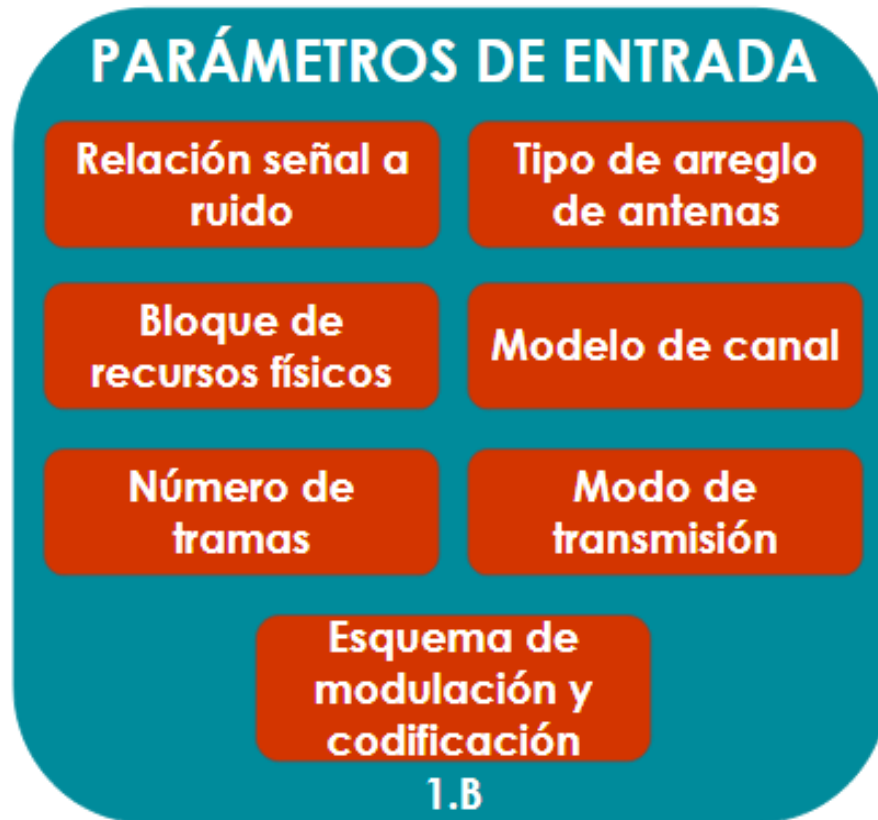 PARÁMETROS DE ENTRADA
Relación señal a
ruido
Tipo de arreglo
de antenas
Bloque de
recursos físicos
Modelo de canal
Número de
tramas
Modo de
transmisión
Esquema de
modulación y
codificación
1.B